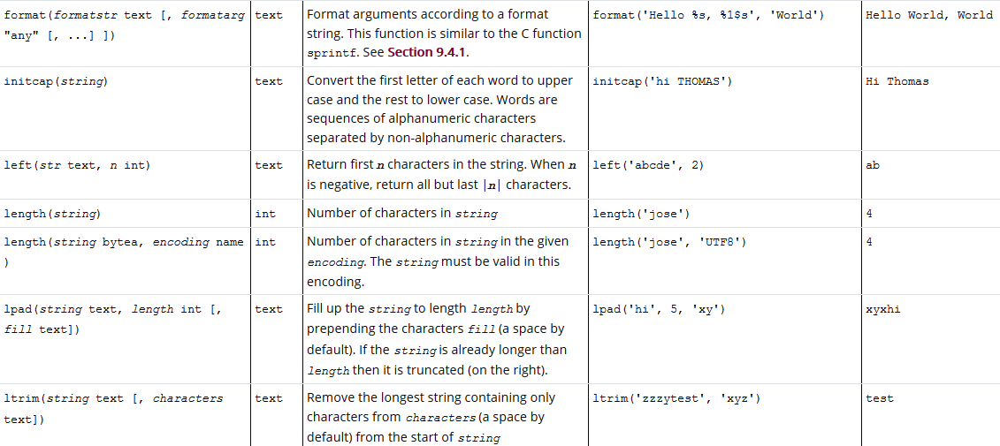 format(formatstr text [, formatarg "any" [, ...] ])
text
Format arguments according to a format
string. This function is similar to the C function
sprintf. See Section 9.4.1.
format('Hello %s, %1$s', 'World')
Hello World, World
initcap(string)
text
Convert the first letter of each word to upper
case and the rest to lower case. Words are
sequences of alphanumeric characters
separated by non-alphanumeric characters.
initcap('hi THOMAS')
Hi Thomas
left(str text, n int)
text
Return first n characters in the string. When n
is negative, return all but last |n| characters.
left('abcde', 2)
ab
length(string)
int
Number of characters in string
length('jose')
4
length(string bytea, encoding name
)
int
Number of characters in string in the given
encoding. The string must be valid in this
encoding.
length('jose', 'UTF8')
4
lpad(string text, length int [,
fill text])
text
Fill up the string to length length by
prepending the characters fill (a space by
default). If the string is already longer than
length then it is truncated (on the right).
lpad('hi', 5, 'xy')
xyxhi
ltrim(string text [, characters
text])
text
Remove the longest string containing only
characters from characters (a space by
default) from the start of string
ltrim('zzzytest', 'xyz')
test